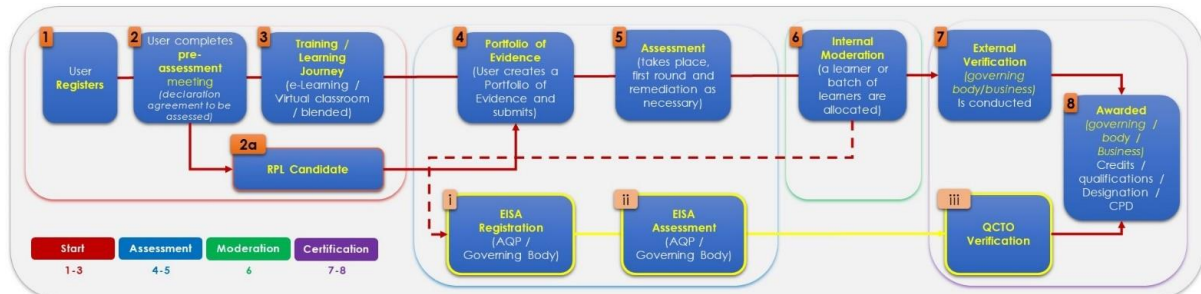 1
User
Registers
2
User completes
pre-
assessment
meeting
(declaration
agreement to be
assessed)
3
Training /
Learning
Journey
(e-Learning /
Virtual classroom
/ blended)
2a
RPL Candidate
4
Portfolio of
Evidence
(User creates a
Portfolio of
Evidence and
submits)
5
Assessment
(takes place,
first round and
remediation as
necessary)
6
Internal
Moderation
(a learner or
batch of
learners are
allocated)
7
External
Verification
(governing
body/business)
Is conducted
8
Awarded
(governing /
body /
Business)
Credits /
qualifications /
Designation /
CPD
i
EISA
Registration
(AQP /
Governing Body)
ii
EISA
Assessment
(AQP /
Governing Body)
iii
QCTO
Verification
Start
Assessment
Moderation
Certification
1-3
4-5
6
7-8